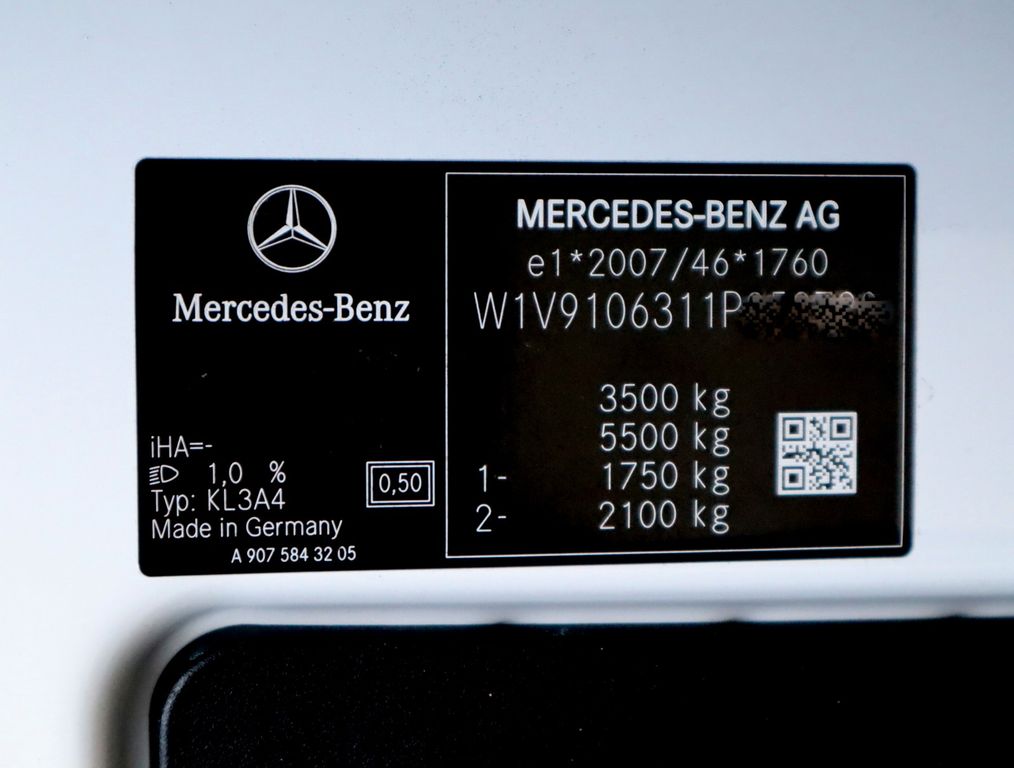 Mercedes-Benz
iHA=-
1,0 %
Typ: KL3A4
Made in Germany
A 907 584 32 05
0,50
MERCEDES-BENZ AG
e1*2007/46*1760
W1V9106311P
3500 kg
5500 kg
1- 1750 kg
2- 2100 kg